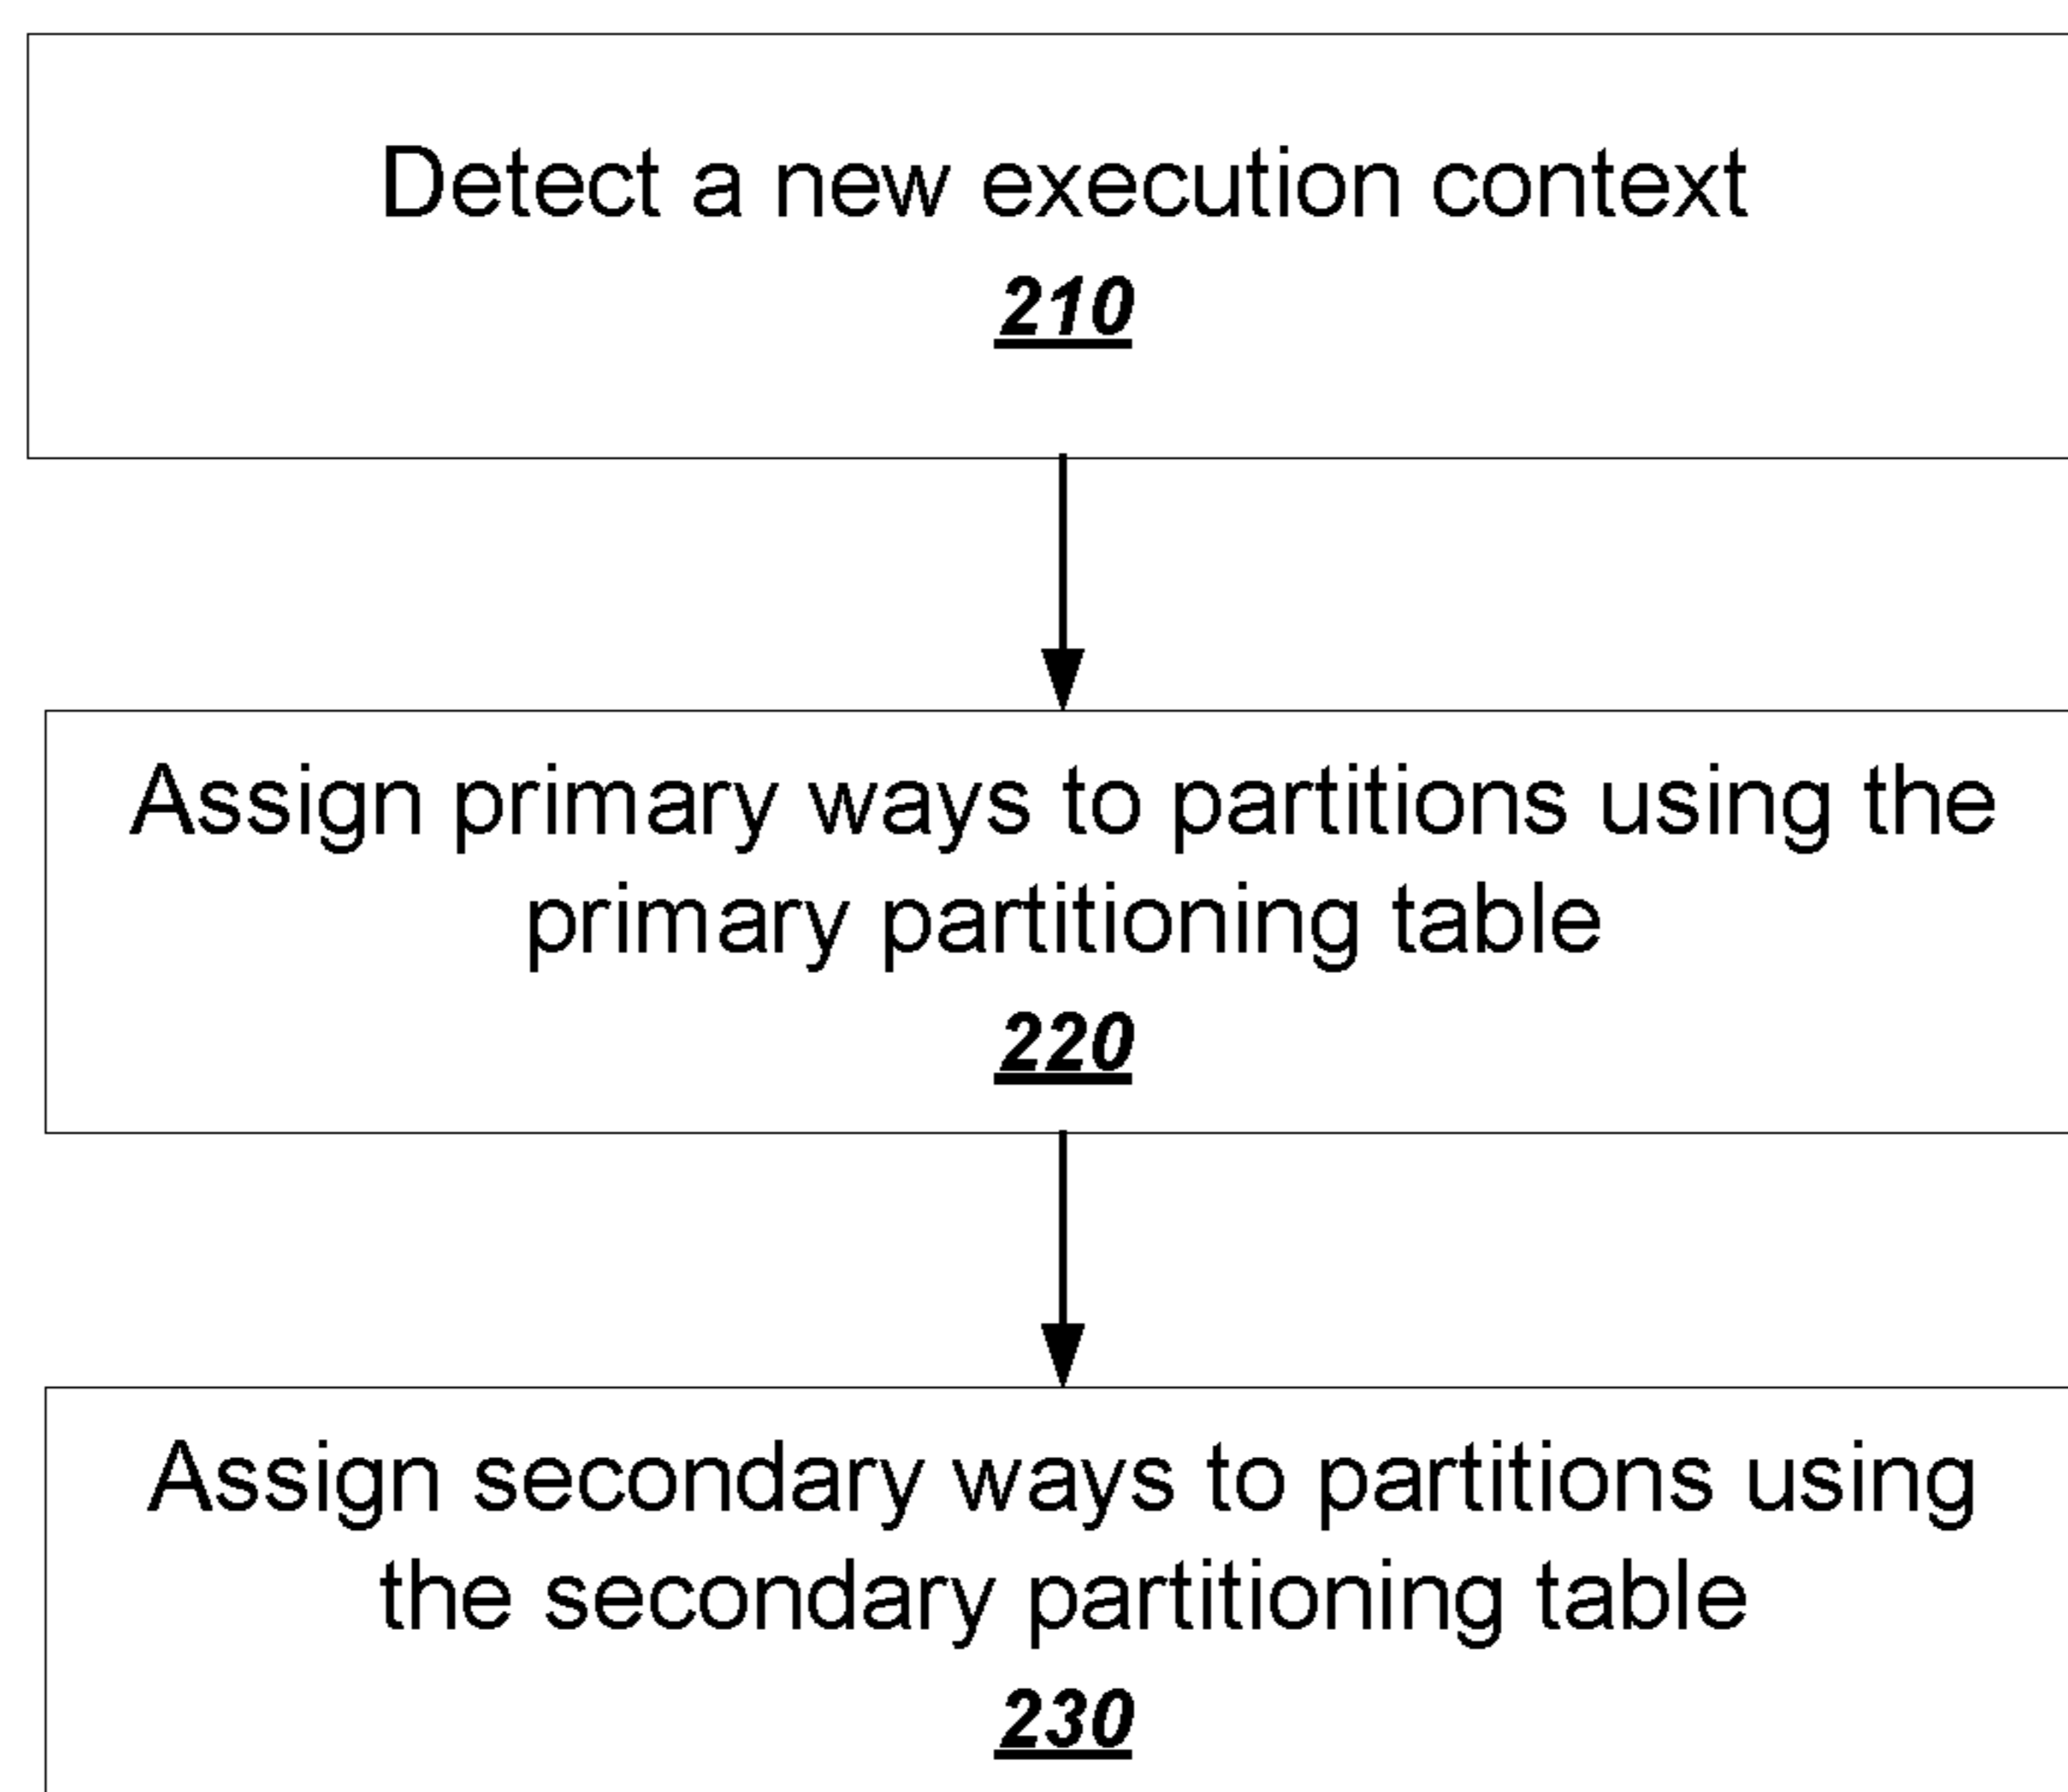 Detect a new execution context
210
Assign primary ways to partitions using the
primary partitioning table
220
Assign secondary ways to partitions using
the secondary partitioning table
230